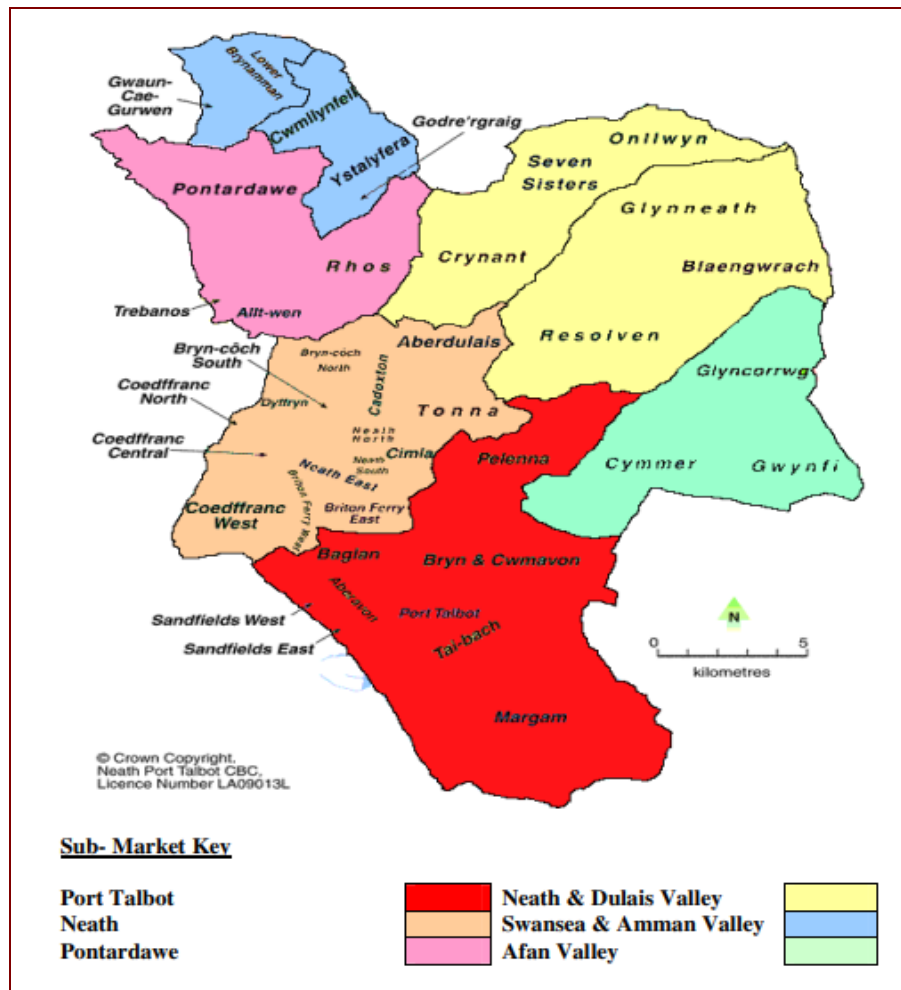 Lower
Brynamman
Gwaun-
Cae-
Gurwen
Cwmllynfell
Godre'rgraig
Ystalyfera
Onllwyn
Seven
Sisters
Pontardawe
Glynneath
Rhos
Crynant
Blaengwrach
Trebanos
Allt-wen
Resolven
Aberdulais
Bryn-côch
South
Bryn-côch
North
Cadoxton
Glyncorrwg
Coedffranc
North
Dyffryn
Tonna
Coedffranc
Central
Neath
North
Cimla
Neath
South
Pelenna
Cymmer
Gwynfi
Neath East
Briton Ferry West
Coedffranc
West
Briton Ferry
East
Baglan
Bryn & Cwmavon
Aberavon
Sandfields West
Port Talbot
Sandfields East
Tai-bach
N
0 5
kilometres
Margam
© Crown Copyright,
Neath Port Talbot CBC,
Licence Number LA09013L
Sub- Market Key
Port Talbot Neath & Dulais Valley
Neath Swansea & Amman Valley
Pontardawe Afan Valley